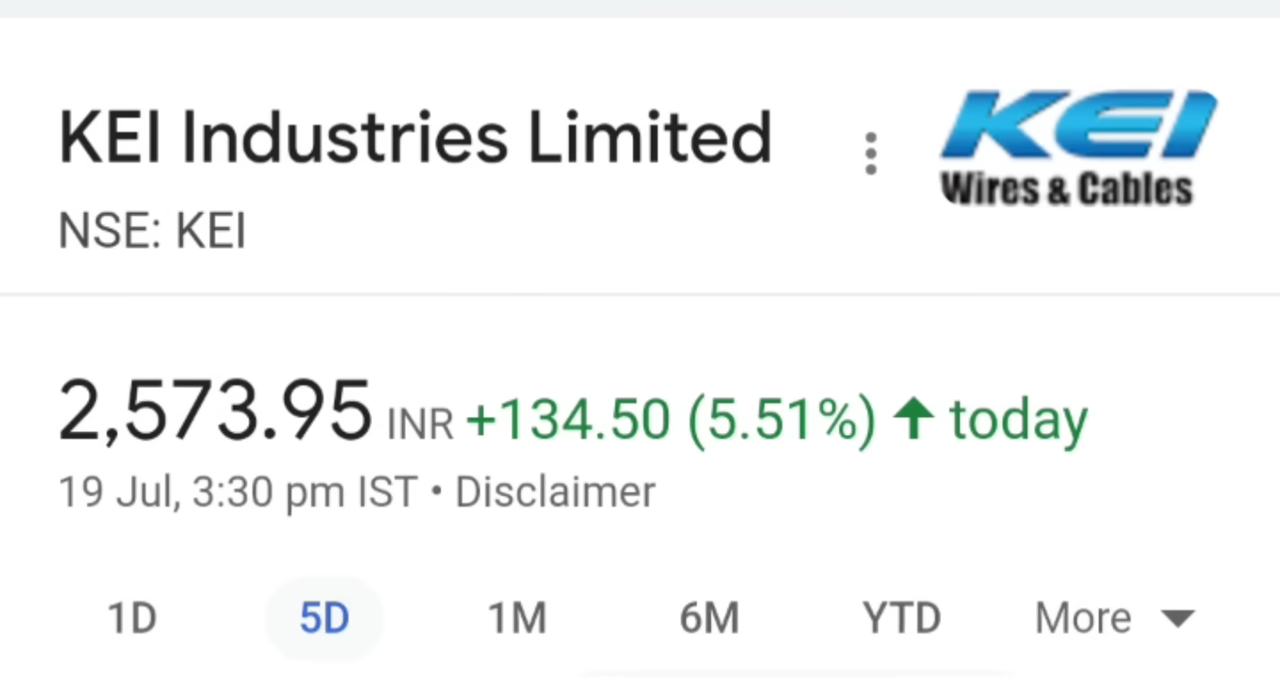 KEI Industries Limited
KEI
Wires & Cables
NSE: KEI
2,573.95 INR +134.50 (5.51%) ↑ today
19 Jul, 3:30 pm IST • Disclaimer
1D 5D 1M 6M YTD More